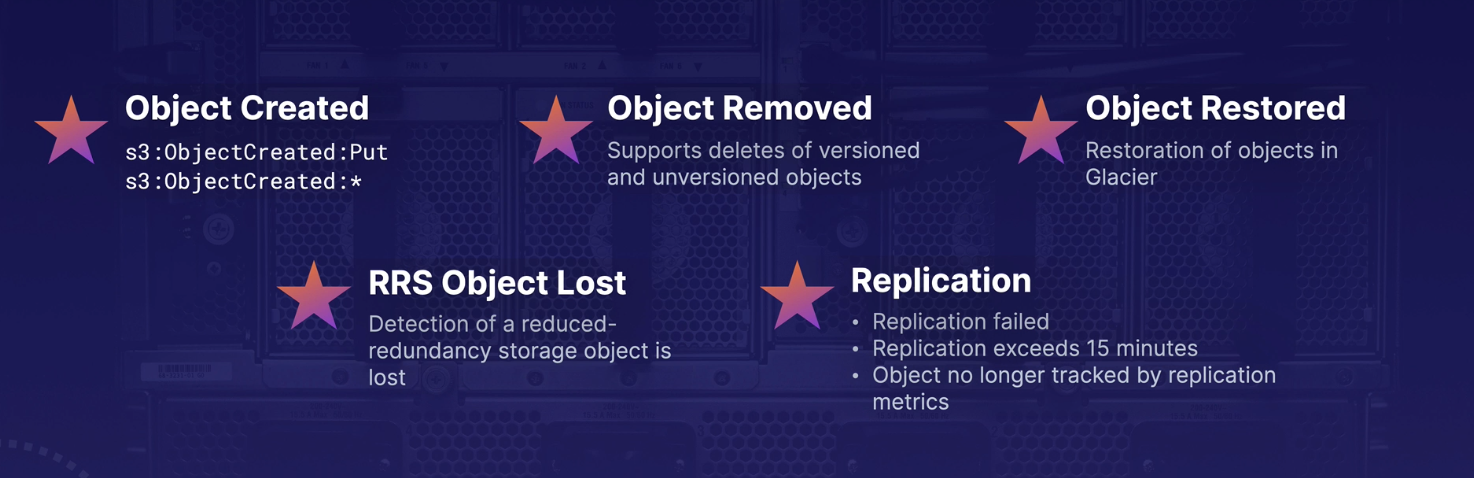 Object Created
s3:ObjectCreated:Put
s3:ObjectCreated:*
Object Removed
Supports deletes of versioned
and unversioned objects
Object Restored
Restoration of objects in
Glacier
RRS Object Lost
Detection of a reduced-
redundancy storage object is
lost
Replication
• Replication failed
• Replication exceeds 15 minutes
• Object no longer tracked by replication
metrics